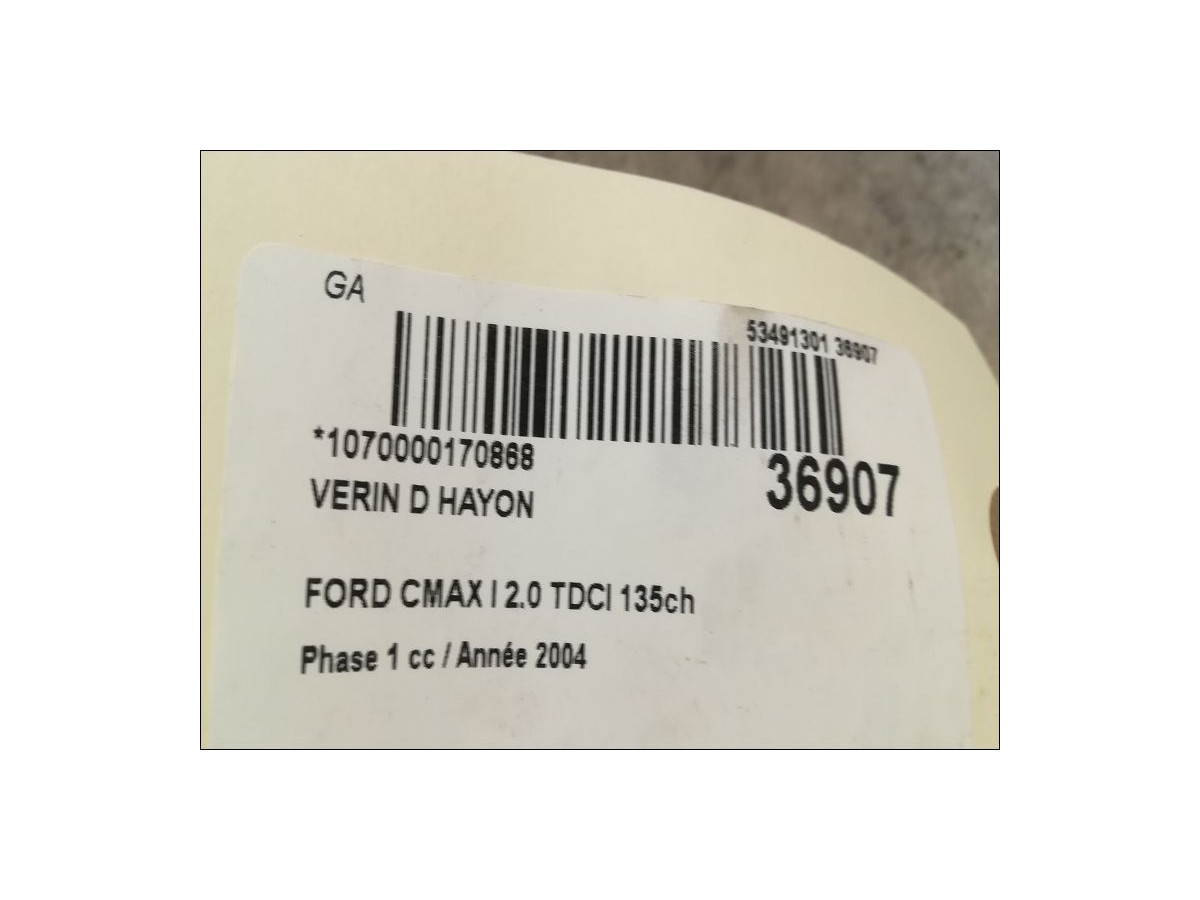 GA
53491301 36907
*1070000170868
36907
VERIN D HAYON
FORD CMAX I 2.0 TDCI 135ch
Phase 1 cc / Année 2004